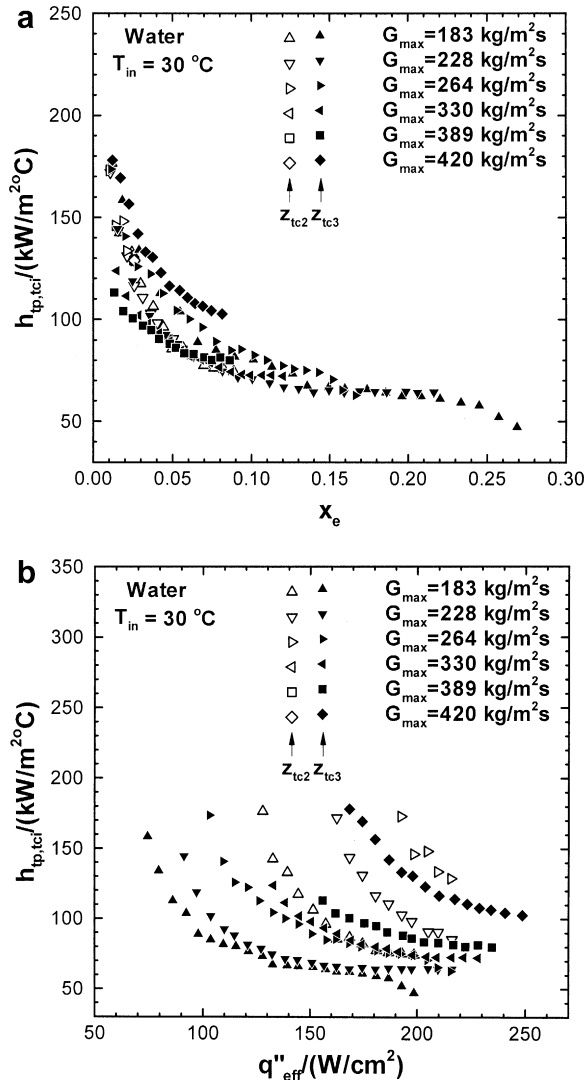 a
250
200
150
100
50
h_tp,tci/(kW/m²°C)
Water
T_in = 30 °C
△ ▲ G_max=183 kg/m²s
▽ ▼ G_max=228 kg/m²s
▷ ▶ G_max=264 kg/m²s
◁ ◀ G_max=330 kg/m²s
□ ■ G_max=389 kg/m²s
◇ ◆ G_max=420 kg/m²s
z_tc2 z_tc3
0.00 0.05 0.10 0.15 0.20 0.25 0.30
x_e
b
350
300
250
200
150
100
50
h_tp,tci/(kW/m²°C)
Water
T_in = 30 °C
△ ▲ G_max=183 kg/m²s
▽ ▼ G_max=228 kg/m²s
▷ ▶ G_max=264 kg/m²s
◁ ◀ G_max=330 kg/m²s
□ ■ G_max=389 kg/m²s
◇ ◆ G_max=420 kg/m²s
z_tc2 z_tc3
50 100 150 200 250
q"_eff/(W/cm²)